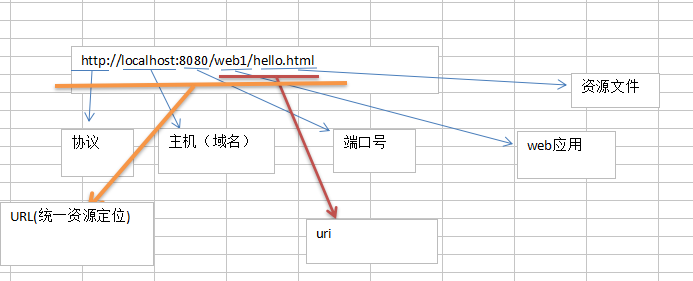 http://localhost:8080/web1/hello.html
资源文件
协议
主机（域名）
端口号
web应用
URL(统一资源定位)
uri